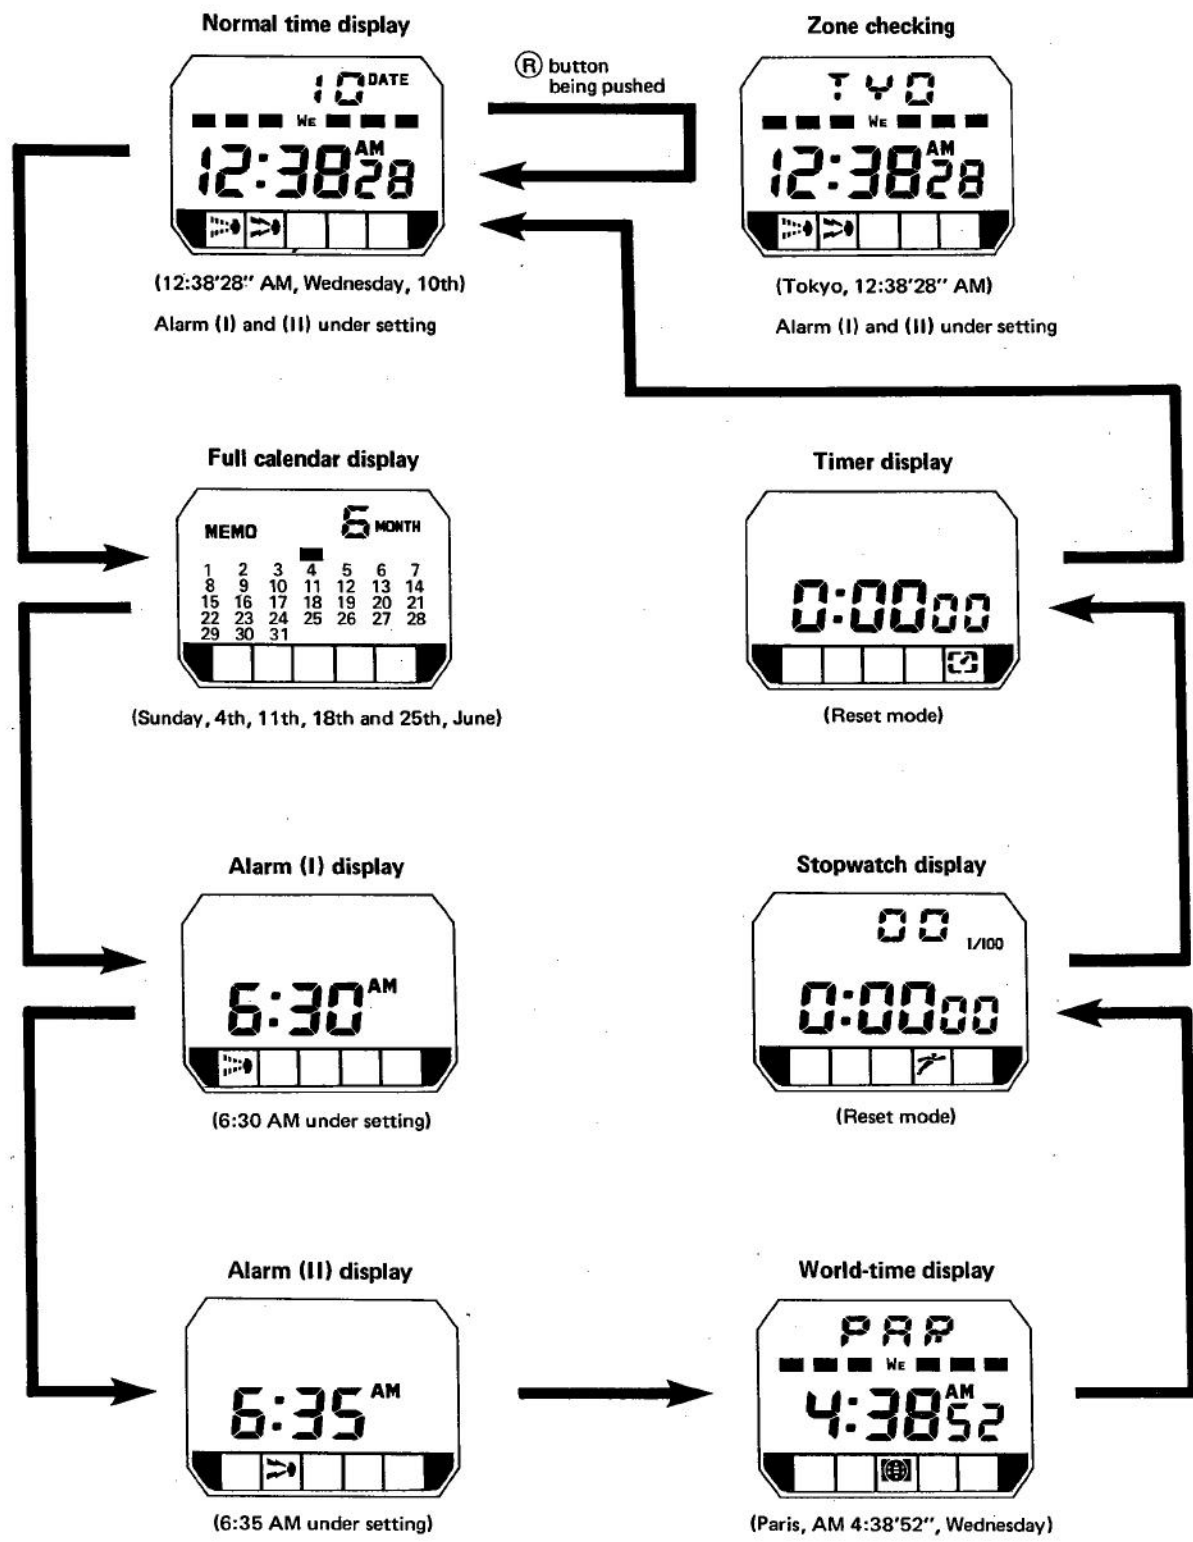 Normal time display
Zone checking
10 DATE
WE
12:38 AM 28
R button
being pushed
TYO
WE
12:38 AM 28
(12:38'28" AM, Wednesday, 10th)
Alarm (I) and (II) under setting
(Tokyo, 12:38'28" AM)
Alarm (I) and (II) under setting
Full calendar display
MEMO 6 MONTH
1 2 3 4 5 6 7
8 9 10 11 12 13 14
15 16 17 18 19 20 21
22 23 24 25 26 27 28
29 30 31
(Sunday, 4th, 11th, 18th and 25th, June)
Timer display
0:00 00
(Reset mode)
Alarm (I) display
6:30 AM
(6:30 AM under setting)
Stopwatch display
00 1/100
0:00 00
(Reset mode)
Alarm (II) display
6:35 AM
(6:35 AM under setting)
World-time display
PAR
WE
4:38 AM 52
(Paris, AM 4:38'52", Wednesday)